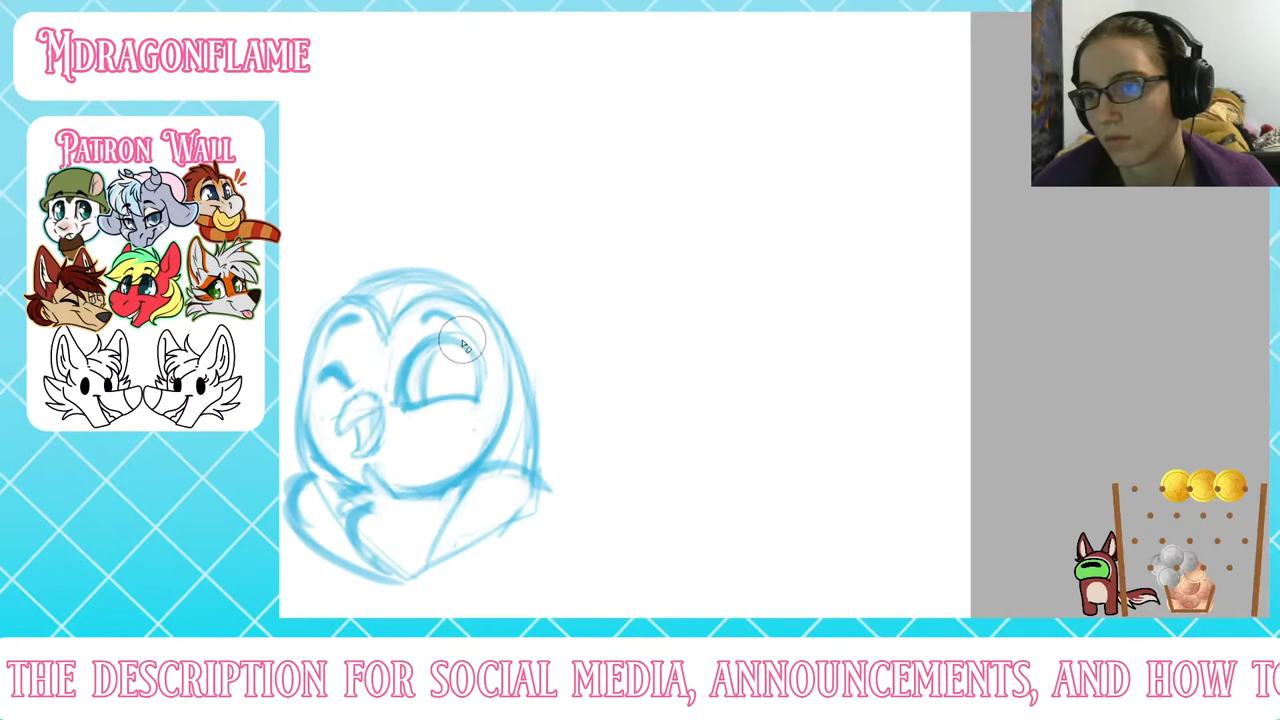 Mdragonflame
Patron Wall
THE DESCRIPTION FOR SOCIAL MEDIA, ANNOUNCEMENTS, AND HOW TO